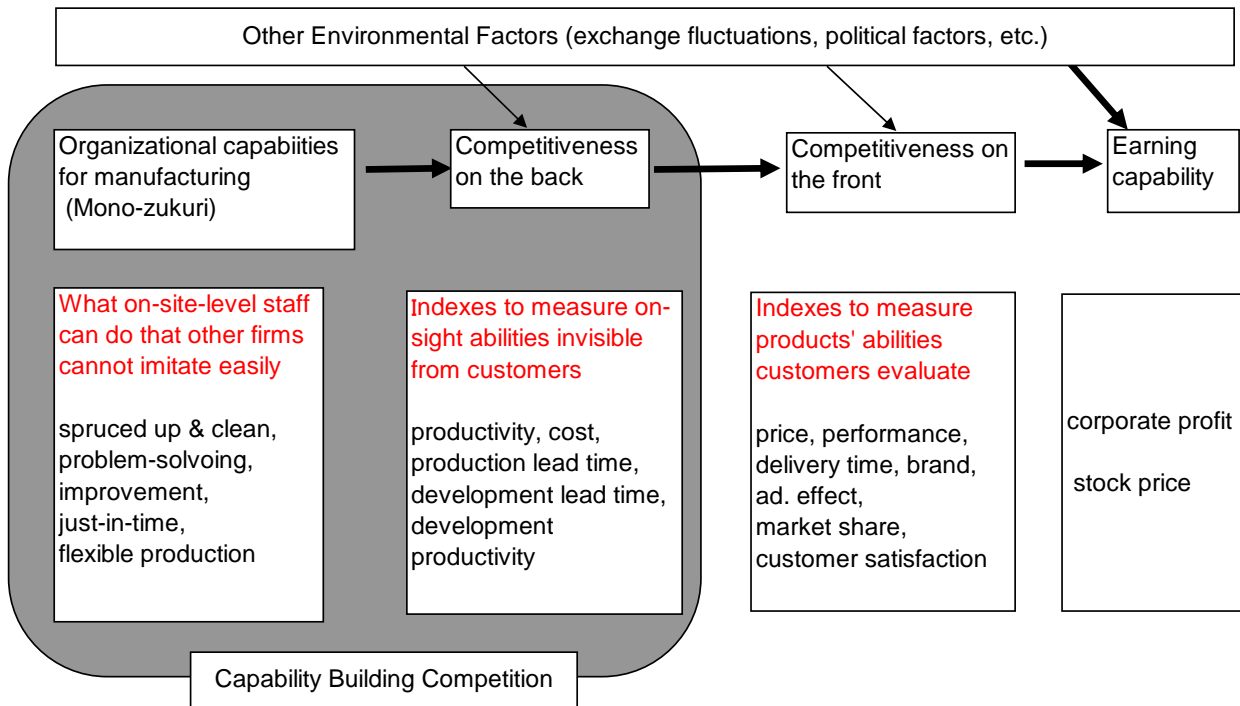 Other Environmental Factors (exchange fluctuations, political factors, etc.)
Organizational capabiities
for manufacturing
(Mono-zukuri)
Competitiveness
on the back
Competitiveness on
the front
Earning
capability
What on-site-level staff
can do that other firms
cannot imitate easily
spruced up & clean,
problem-solvoing,
improvement,
just-in-time,
flexible production
Indexes to measure on-
sight abilities invisible
from customers
productivity, cost,
production lead time,
development lead time,
development
productivity
Indexes to measure
products' abilities
customers evaluate
price, performance,
delivery time, brand,
ad. effect,
market share,
customer satisfaction
corporate profit
stock price
Capability Building Competition